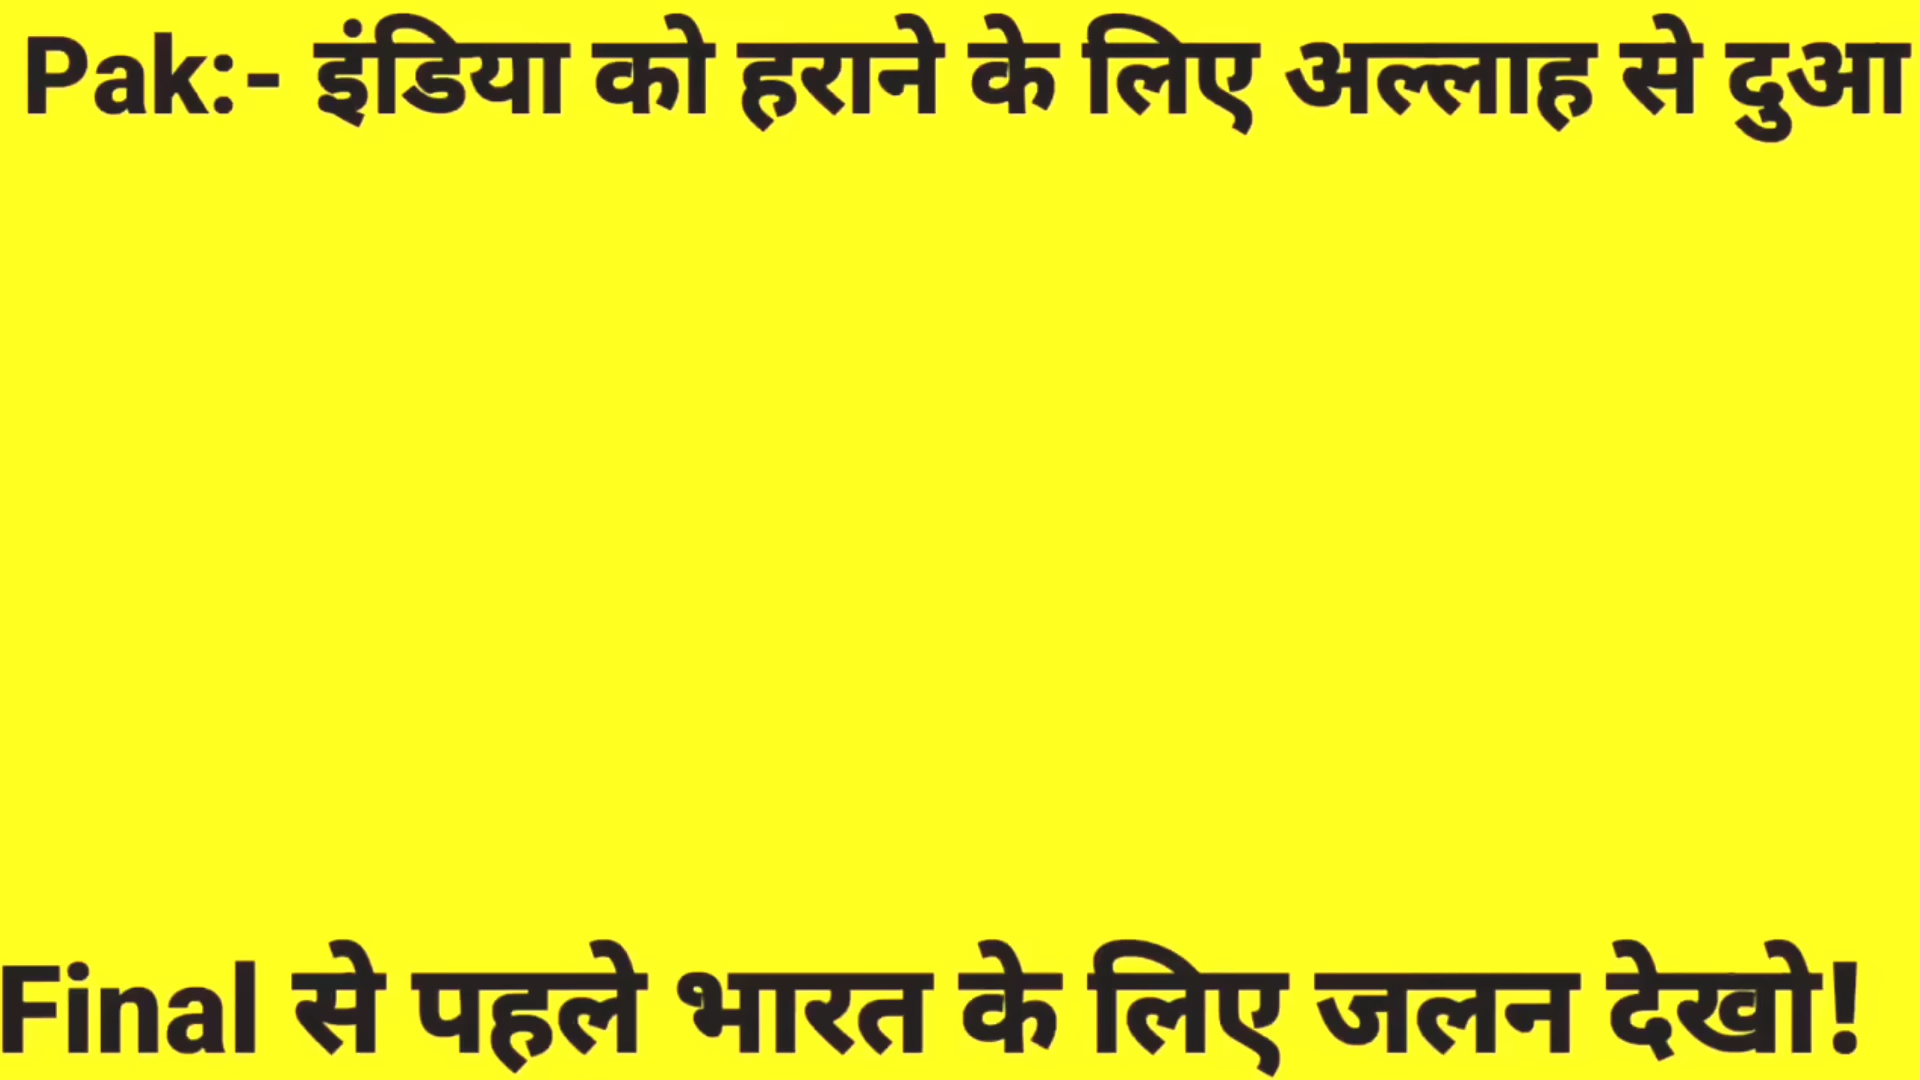 Pak:- इंडिया को हराने के लिए अल्लाह से दुआ
Final से पहले भारत के लिए जलन देखो!